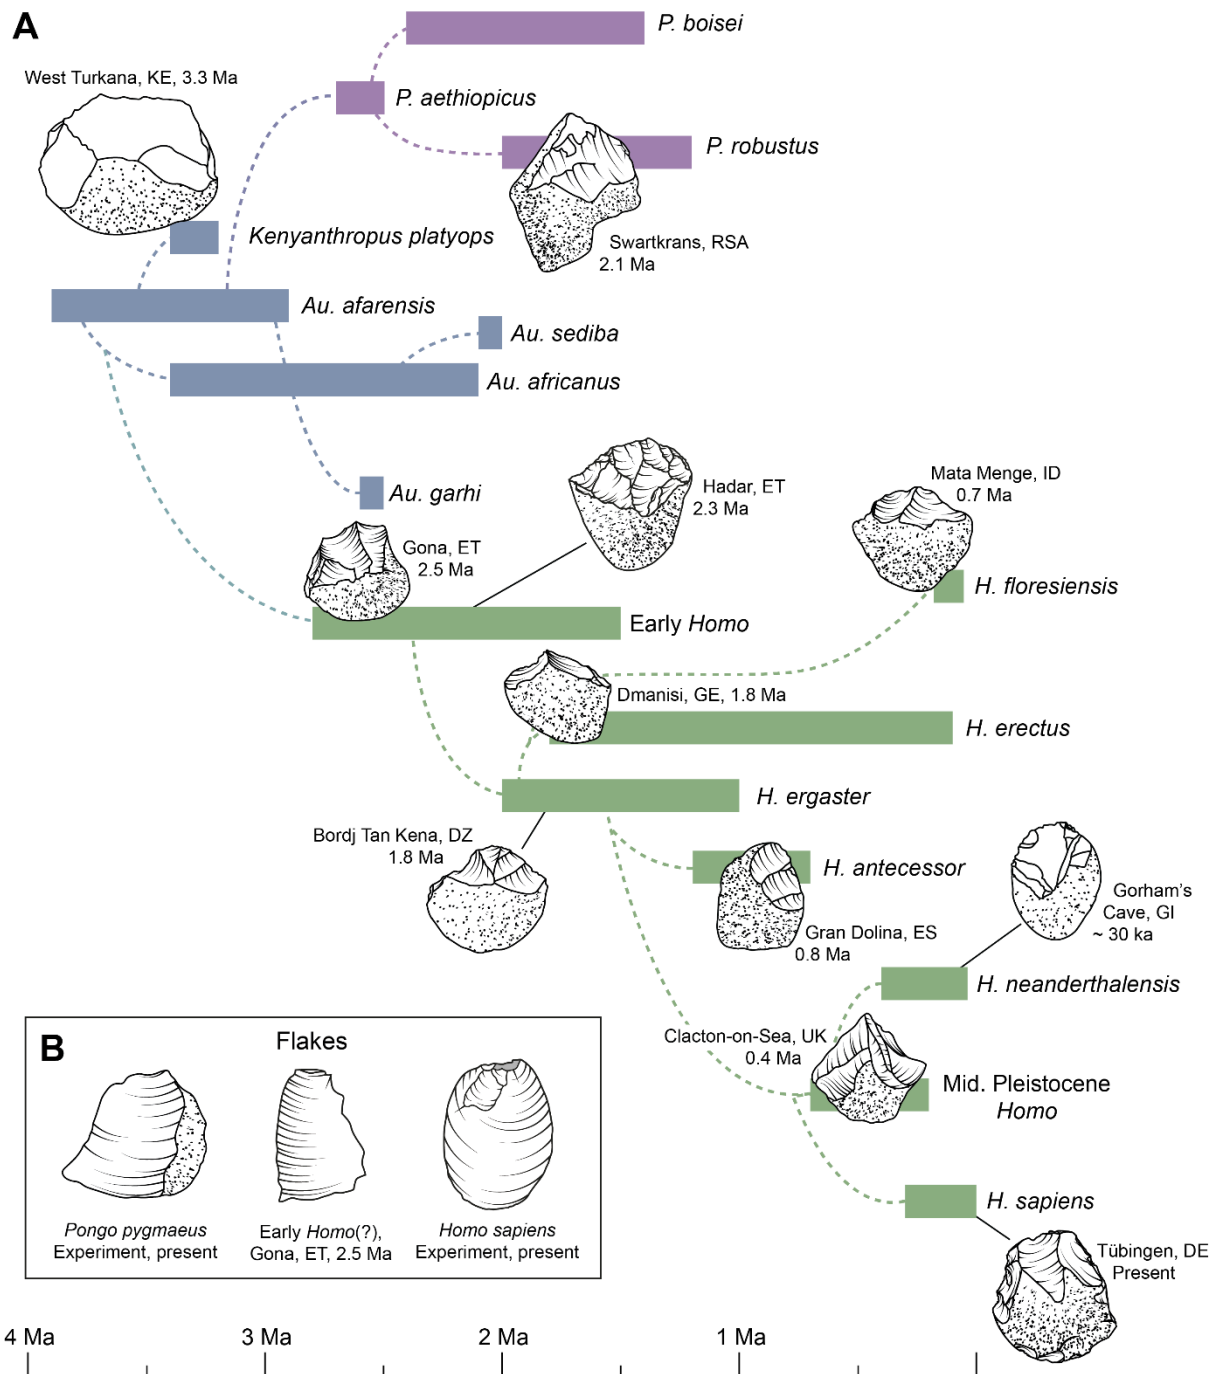 A
P. boisei
West Turkana, KE, 3.3 Ma
P. aethiopicus
P. robustus
Kenyanthropus platyops
Swartkrans, RSA
2.1 Ma
Au. afarensis
Au. sediba
Au. africanus
Hadar, ET
2.3 Ma
Mata Menge, ID
0.7 Ma
Au. garhi
Gona, ET
2.5 Ma
H. floresiensis
Early Homo
Dmanisi, GE, 1.8 Ma
H. erectus
H. ergaster
Bordj Tan Kena, DZ
1.8 Ma
H. antecessor
Gorham's
Cave, GI
~ 30 ka
Gran Dolina, ES
0.8 Ma
H. neanderthalensis
Clacton-on-Sea, UK
0.4 Ma
Mid. Pleistocene
Homo
H. sapiens
Tübingen, DE
Present
B
Flakes
Pongo pygmaeus
Experiment, present
Early Homo(?),
Gona, ET, 2.5 Ma
Homo sapiens
Experiment, present
4 Ma
3 Ma
2 Ma
1 Ma